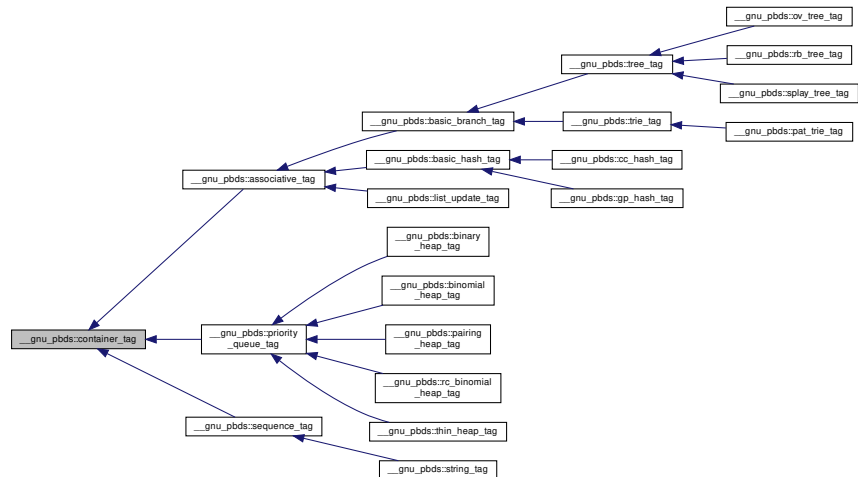 __gnu_pbds::ov_tree_tag
__gnu_pbds::rb_tree_tag
__gnu_pbds::tree_tag
__gnu_pbds::splay_tree_tag
__gnu_pbds::basic_branch_tag
__gnu_pbds::trie_tag
__gnu_pbds::pat_trie_tag
__gnu_pbds::basic_hash_tag
__gnu_pbds::cc_hash_tag
__gnu_pbds::associative_tag
__gnu_pbds::list_update_tag
__gnu_pbds::gp_hash_tag
__gnu_pbds::binary
_heap_tag
__gnu_pbds::binomial
_heap_tag
__gnu_pbds::container_tag
__gnu_pbds::priority
_queue_tag
__gnu_pbds::pairing
_heap_tag
__gnu_pbds::rc_binomial
_heap_tag
__gnu_pbds::sequence_tag
__gnu_pbds::thin_heap_tag
__gnu_pbds::string_tag